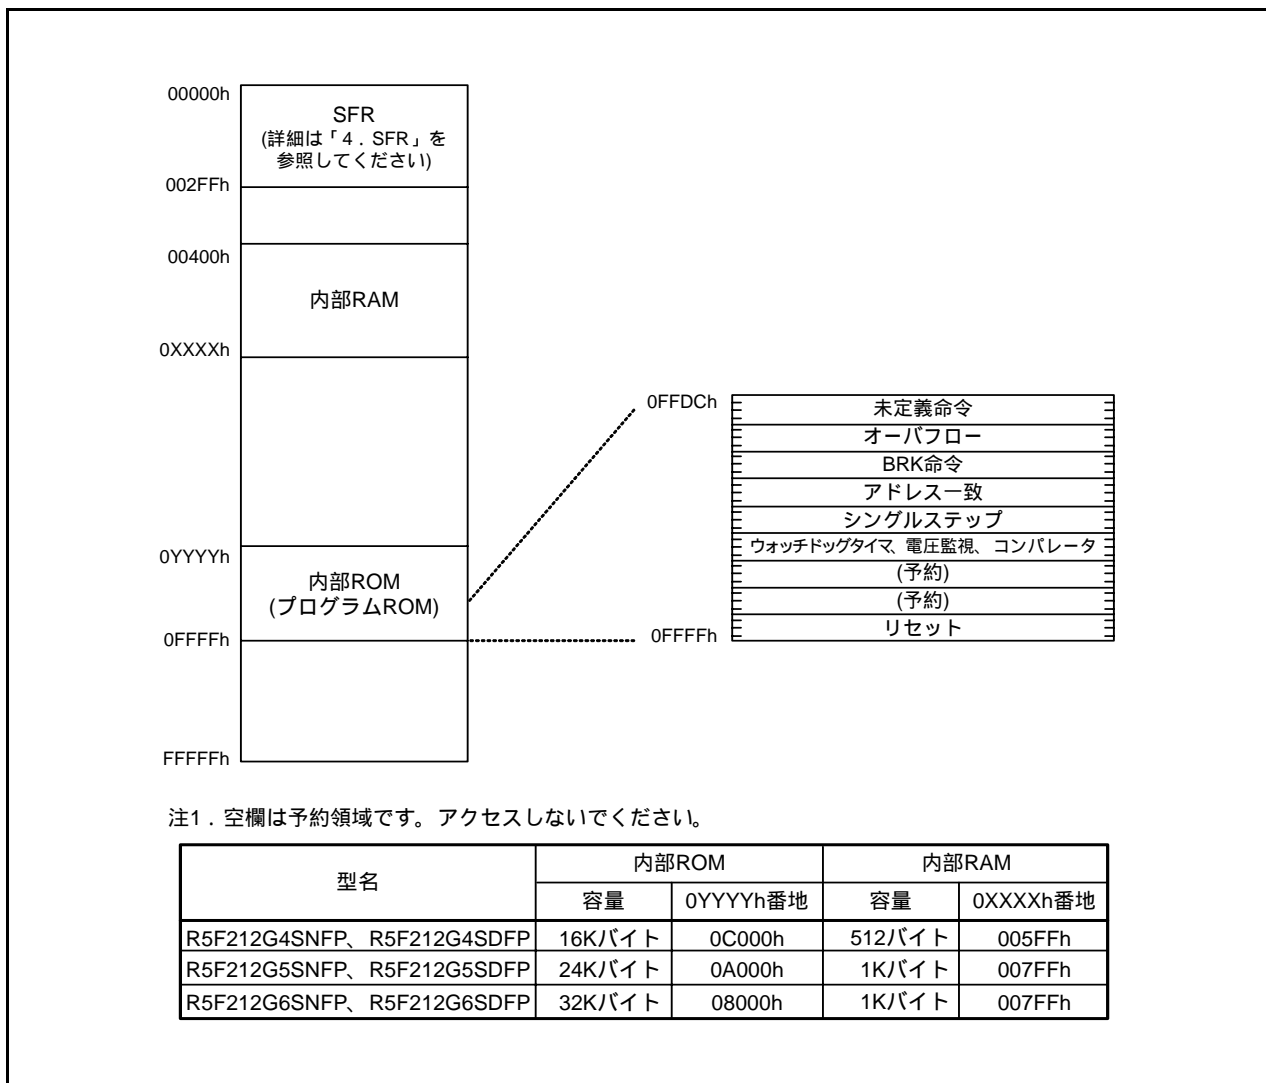 00000h
SFR
(詳細は「4．SFR」を
参照してください)
002FFh
00400h
内部RAM
0XXXXh
0YYYYh
内部ROM
(プログラムROM)
0FFFFh
FFFFFh
0FFDCh
未定義命令
オーバフロー
BRK命令
アドレス一致
シングルステップ
ウォッチドッグタイマ、電圧監視、コンパレータ
(予約)
(予約)
リセット
0FFFFh
注1．空欄は予約領域です。アクセスしないでください。
型名 内部ROM 内部RAM
容量 0YYYYh番地 容量 0XXXXh番地
R5F212G4SNFP、R5F212G4SDFP 16Kバイト 0C000h 512バイト 005FFh
R5F212G5SNFP、R5F212G5SDFP 24Kバイト 0A000h 1Kバイト 007FFh
R5F212G6SNFP、R5F212G6SDFP 32Kバイト 08000h 1Kバイト 007FFh